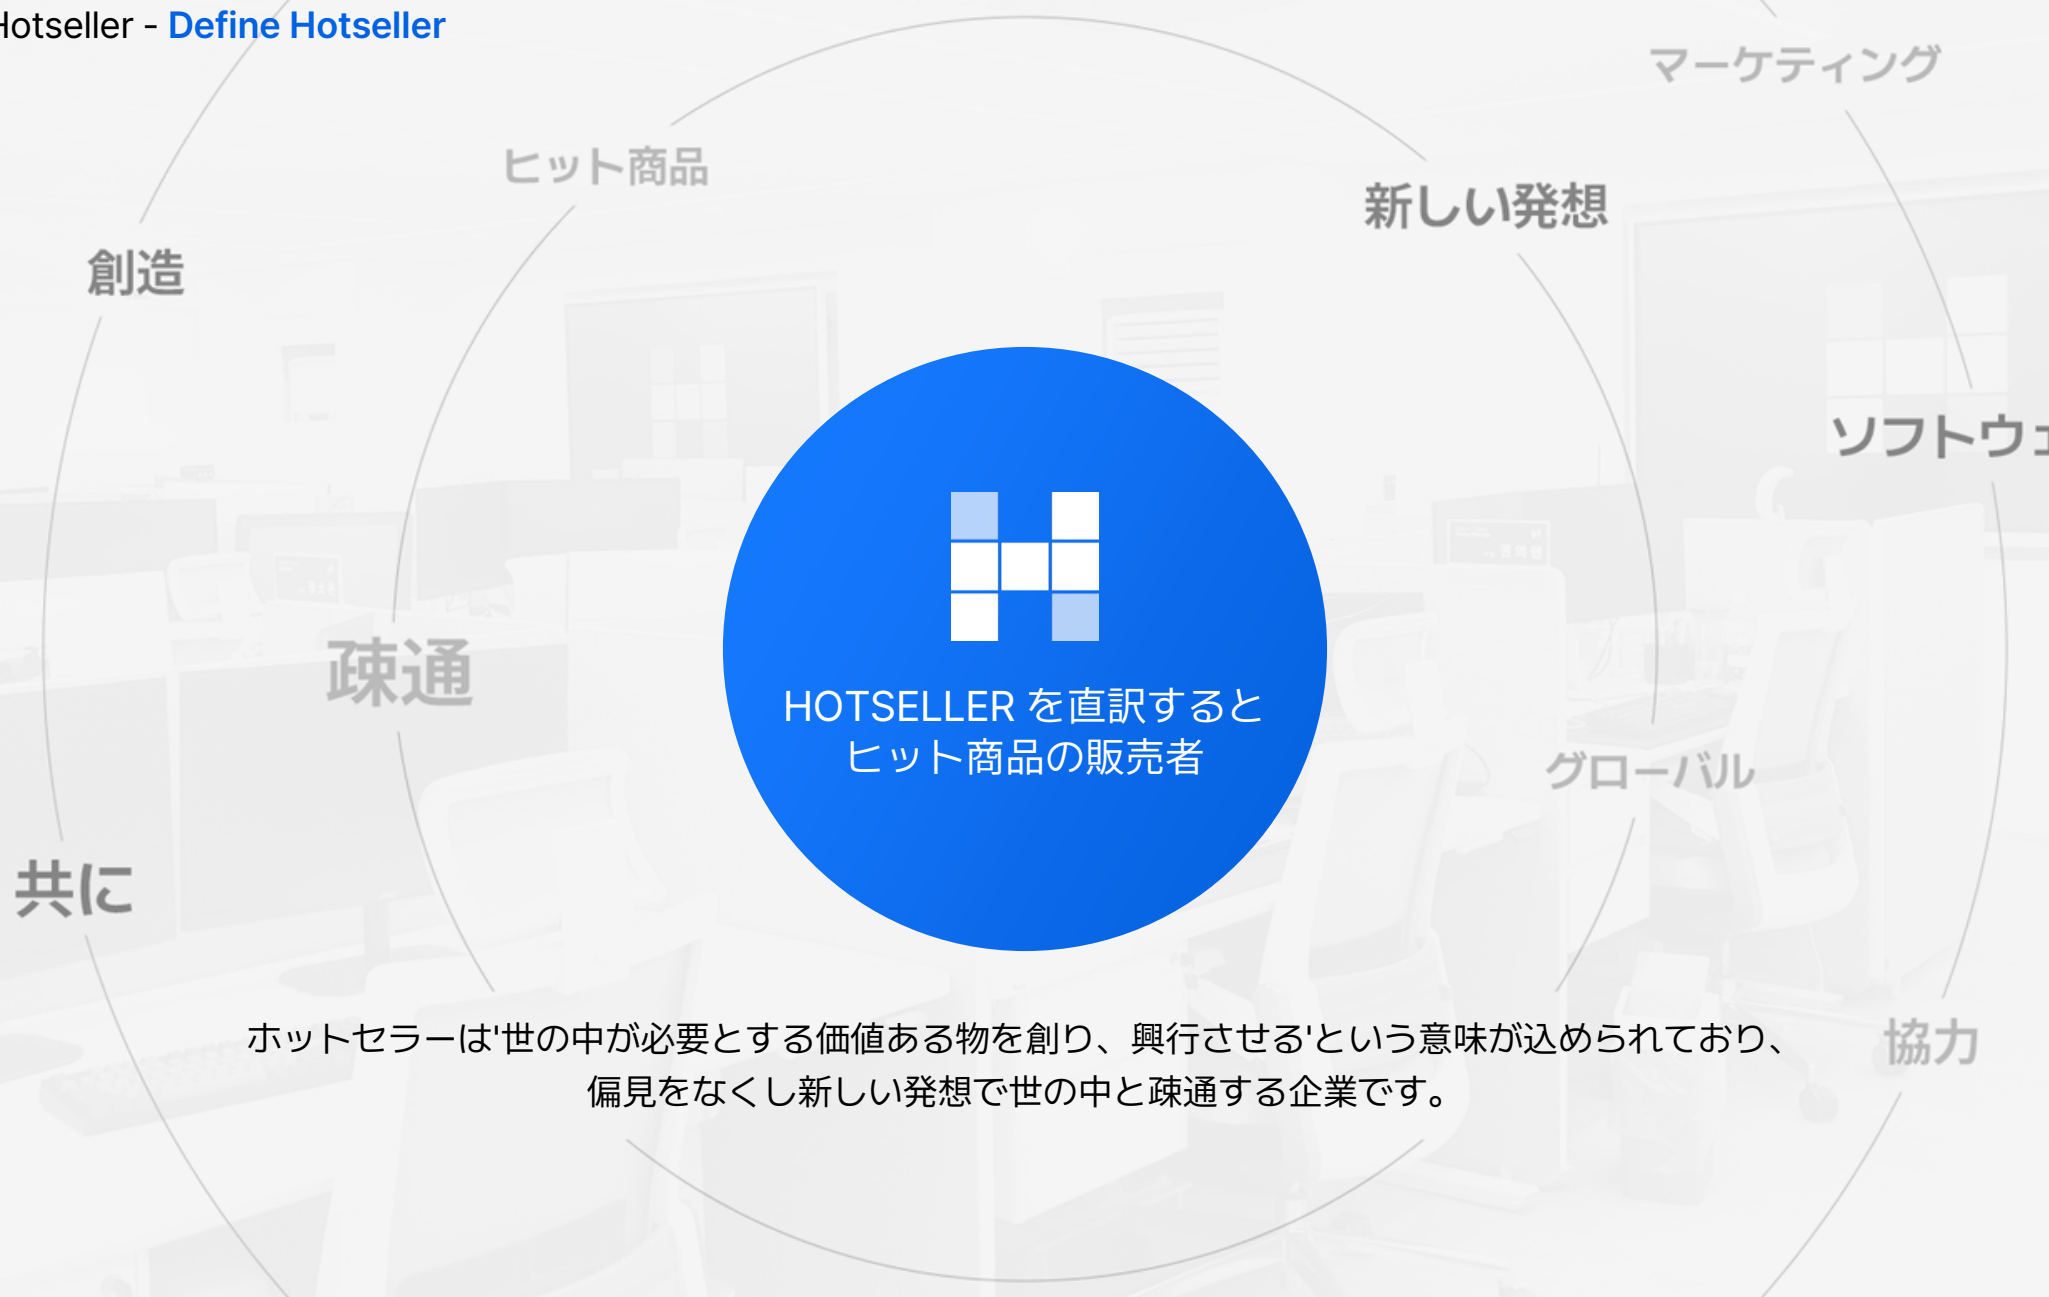 Hotseller - Define Hotseller
マーケティング
ヒット商品
新しい発想
創造
ソフトウェ
疎通
HOTSELLER を直訳すると
ヒット商品の販売者
グローバル
共に
ホットセラーは'世の中が必要とする価値ある物を創り、興行させる'という意味が込められており、
協力
偏見をなくし新しい発想で世の中と疎通する企業です。